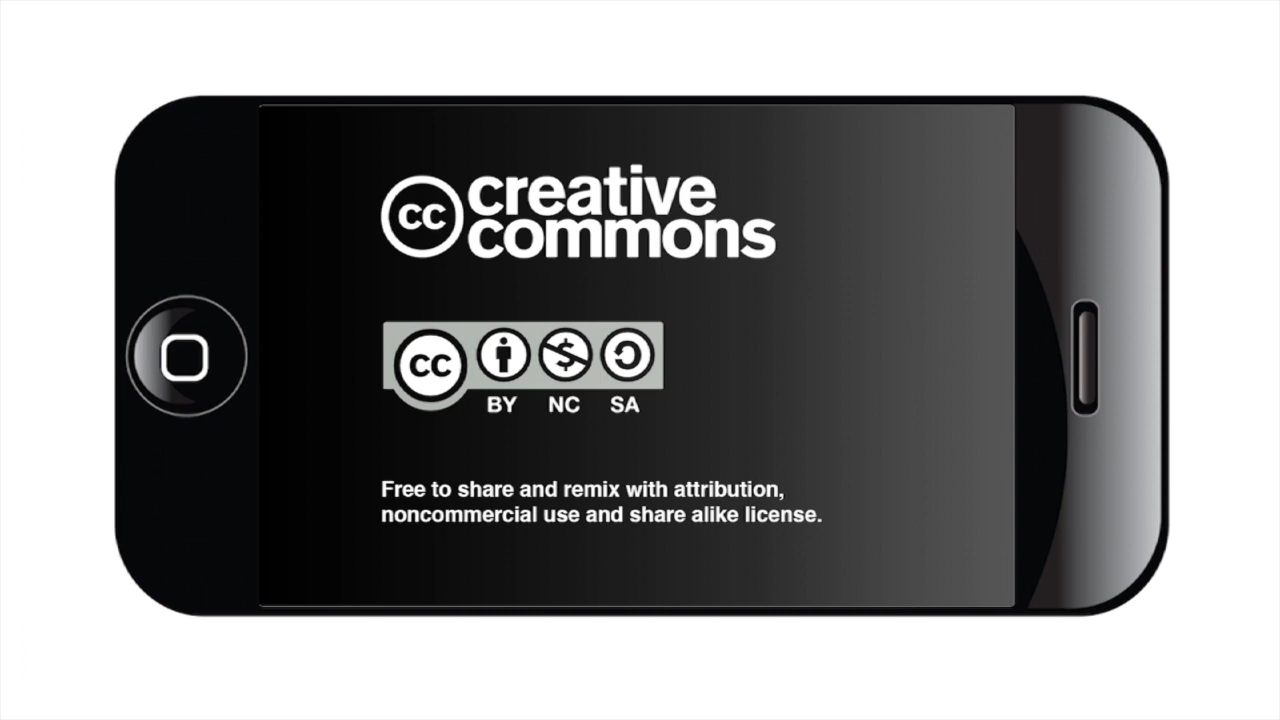 cc creative
commons
cc
BY NC SA
Free to share and remix with attribution,
noncommercial use and share alike license.